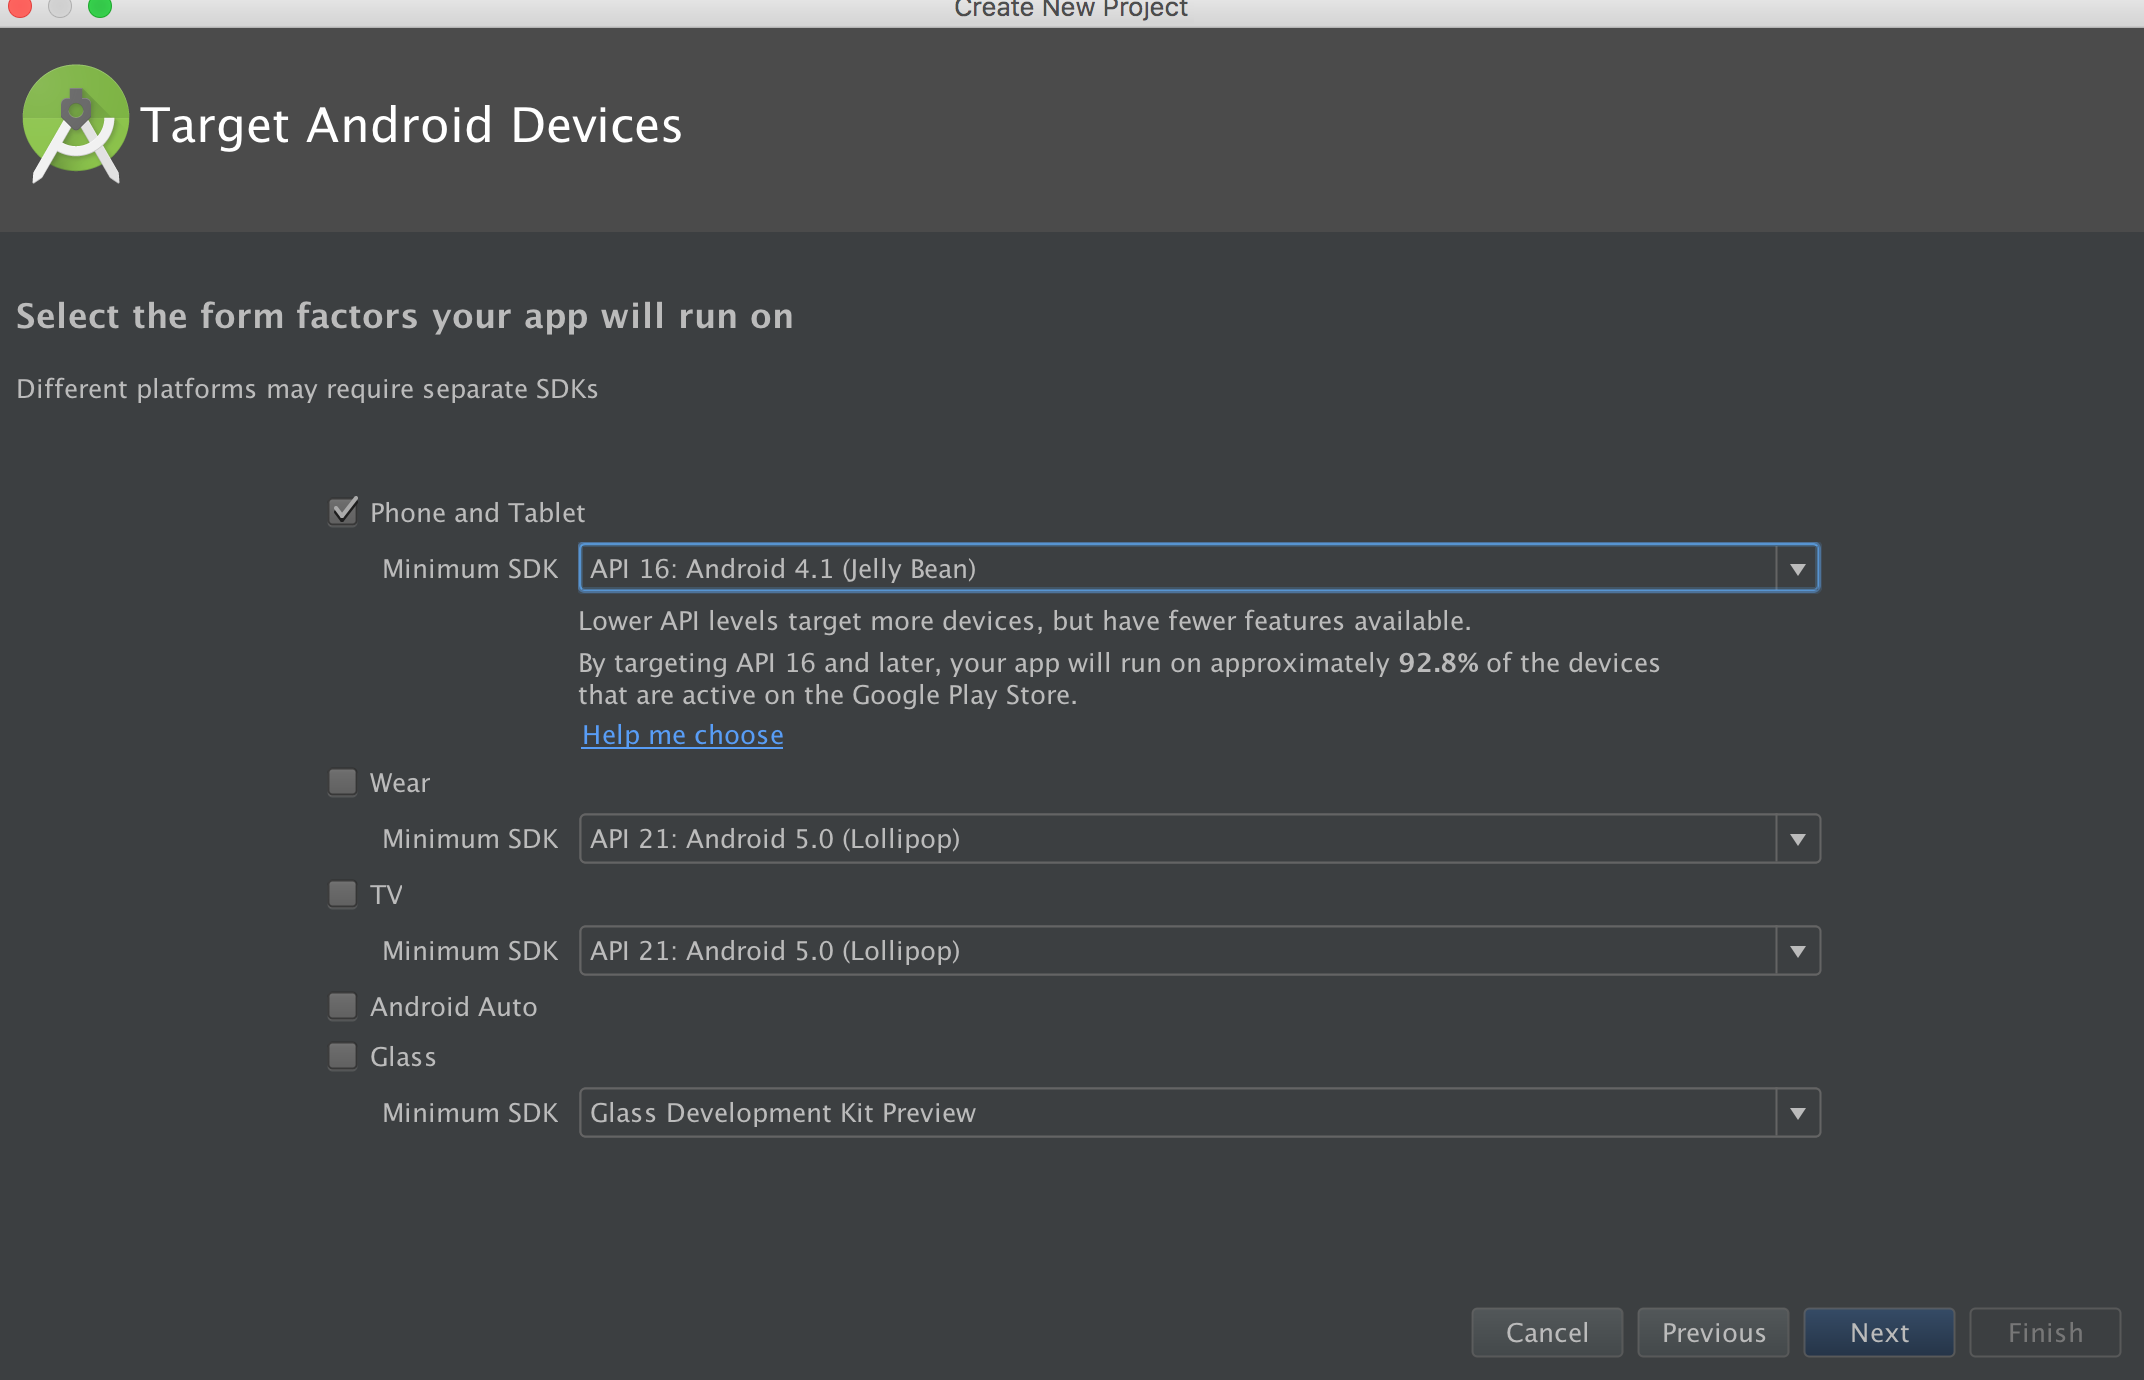 Create New Project
Target Android Devices
Select the form factors your app will run on
Different platforms may require separate SDKs
Phone and Tablet
Minimum SDK API 16: Android 4.1 (Jelly Bean)
Lower API levels target more devices, but have fewer features available.
By targeting API 16 and later, your app will run on approximately 92.8% of the devices
that are active on the Google Play Store.
Help me choose
Wear
Minimum SDK API 21: Android 5.0 (Lollipop)
TV
Minimum SDK API 21: Android 5.0 (Lollipop)
Android Auto
Glass
Minimum SDK Glass Development Kit Preview
Cancel Previous Next Finish